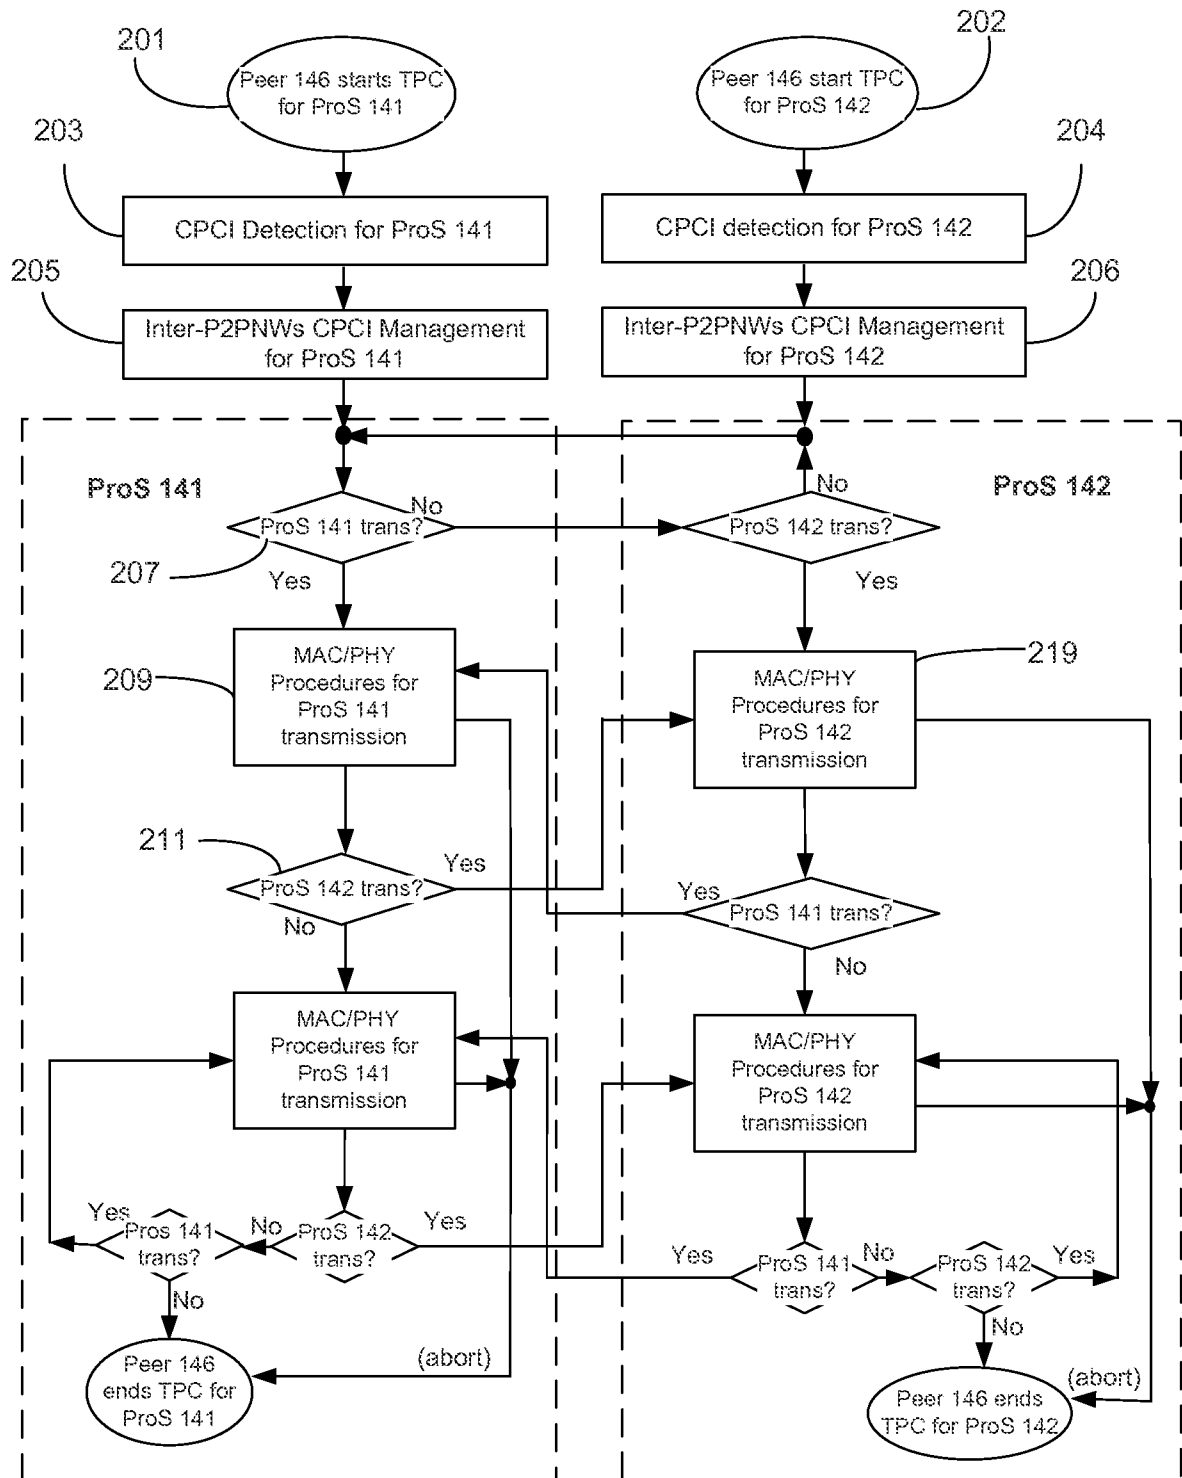 201
202
Peer 146 starts TPC
for ProS 141
Peer 146 start TPC
for ProS 142
203
204
CPCI Detection for ProS 141
CPCI detection for ProS 142
205
206
Inter-P2PNWs CPCI Management
for ProS 141
Inter-P2PNWs CPCI Management
for ProS 142
ProS 141
ProS 142
No
No
ProS 141 trans?
ProS 142 trans?
207
Yes
Yes
MAC/PHY
Procedures for
ProS 141
transmission
209
MAC/PHY
Procedures for
ProS 142
transmission
219
211
Yes
ProS 142 trans?
No
Yes
ProS 141 trans?
No
MAC/PHY
Procedures for
ProS 141
transmission
MAC/PHY
Procedures for
ProS 142
transmission
Yes
Pros 141
trans?
No
ProS 142
trans?
Yes
Yes
ProS 141
trans?
No
ProS 142
trans?
Yes
No
No
(abort)
Peer 146
ends TPC for
ProS 141
(abort)
Peer 146 ends
TPC for ProS 142